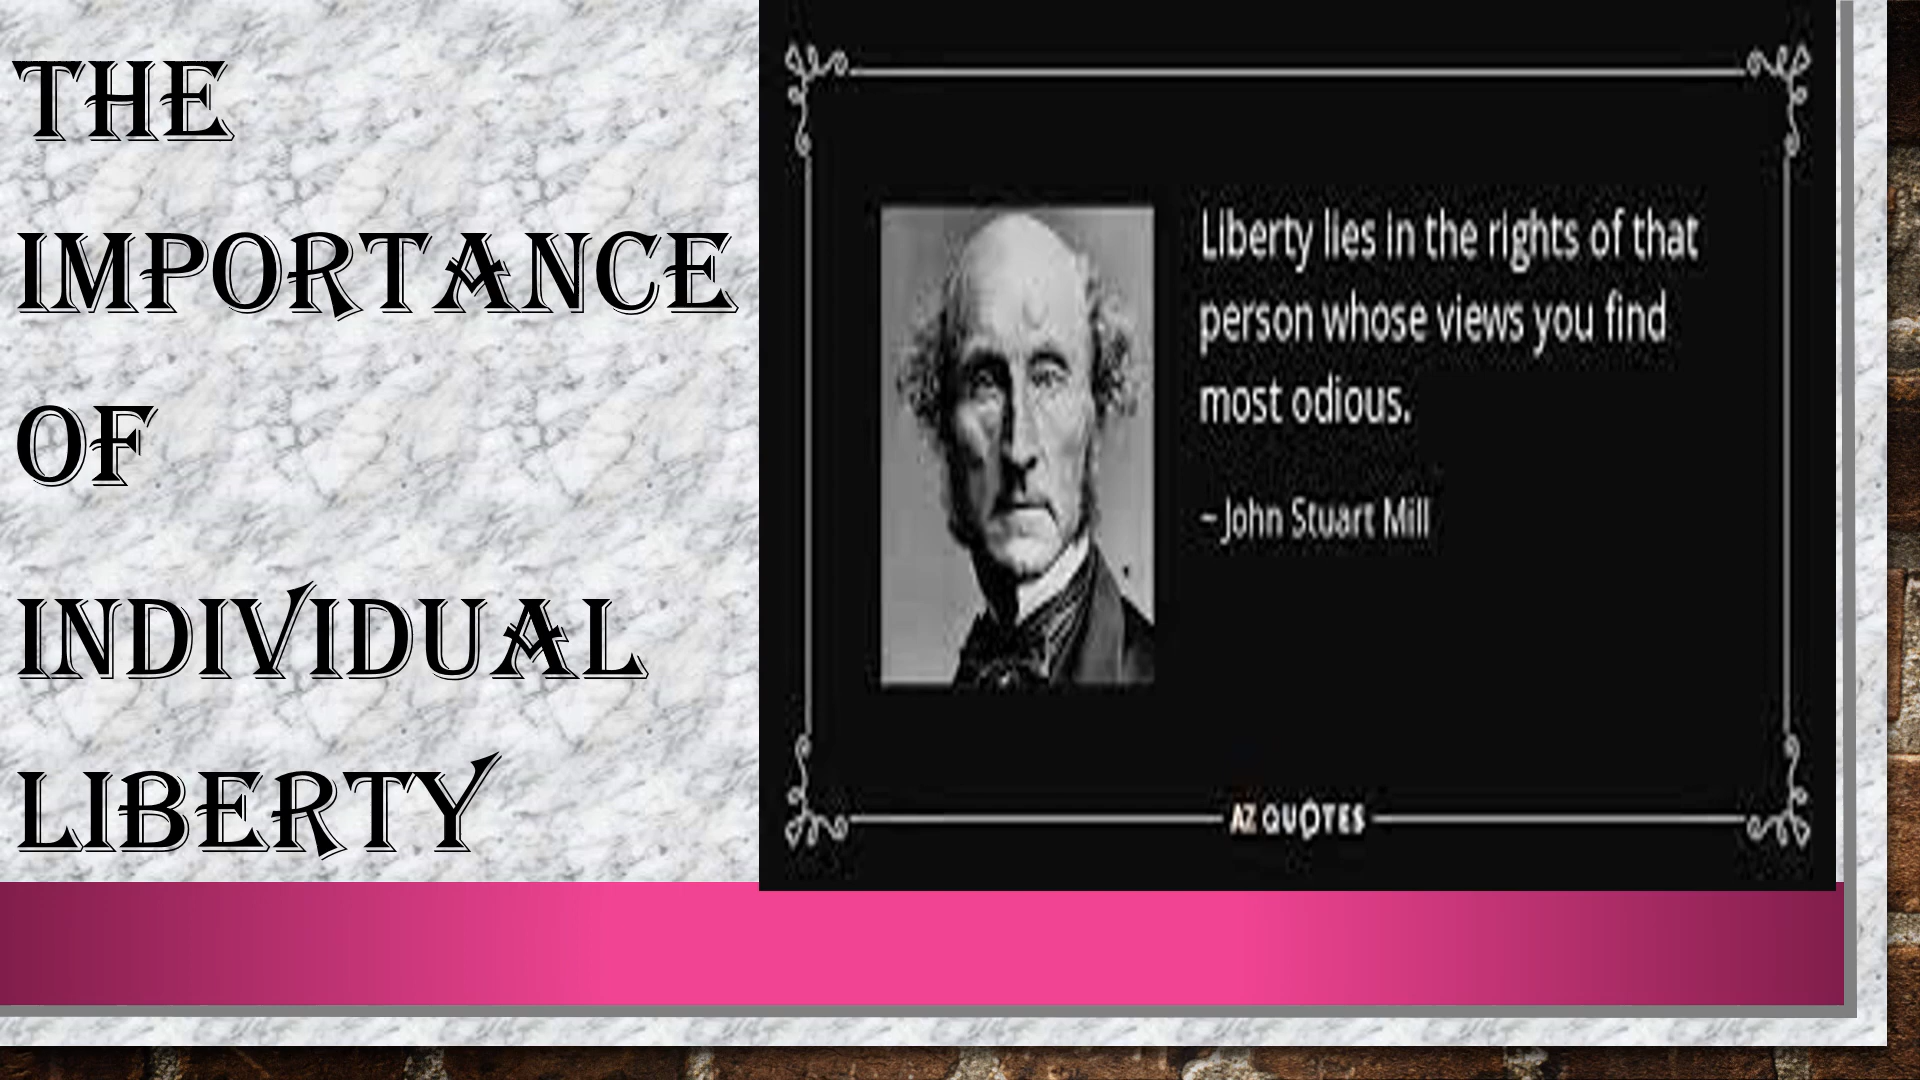 THE
IMPORTANCE
OF
INDIVIDUAL
LIBERTY
Liberty lies in the rights of that
person whose views you find
most odious.
– John Stuart Mill
AZ QUOTES